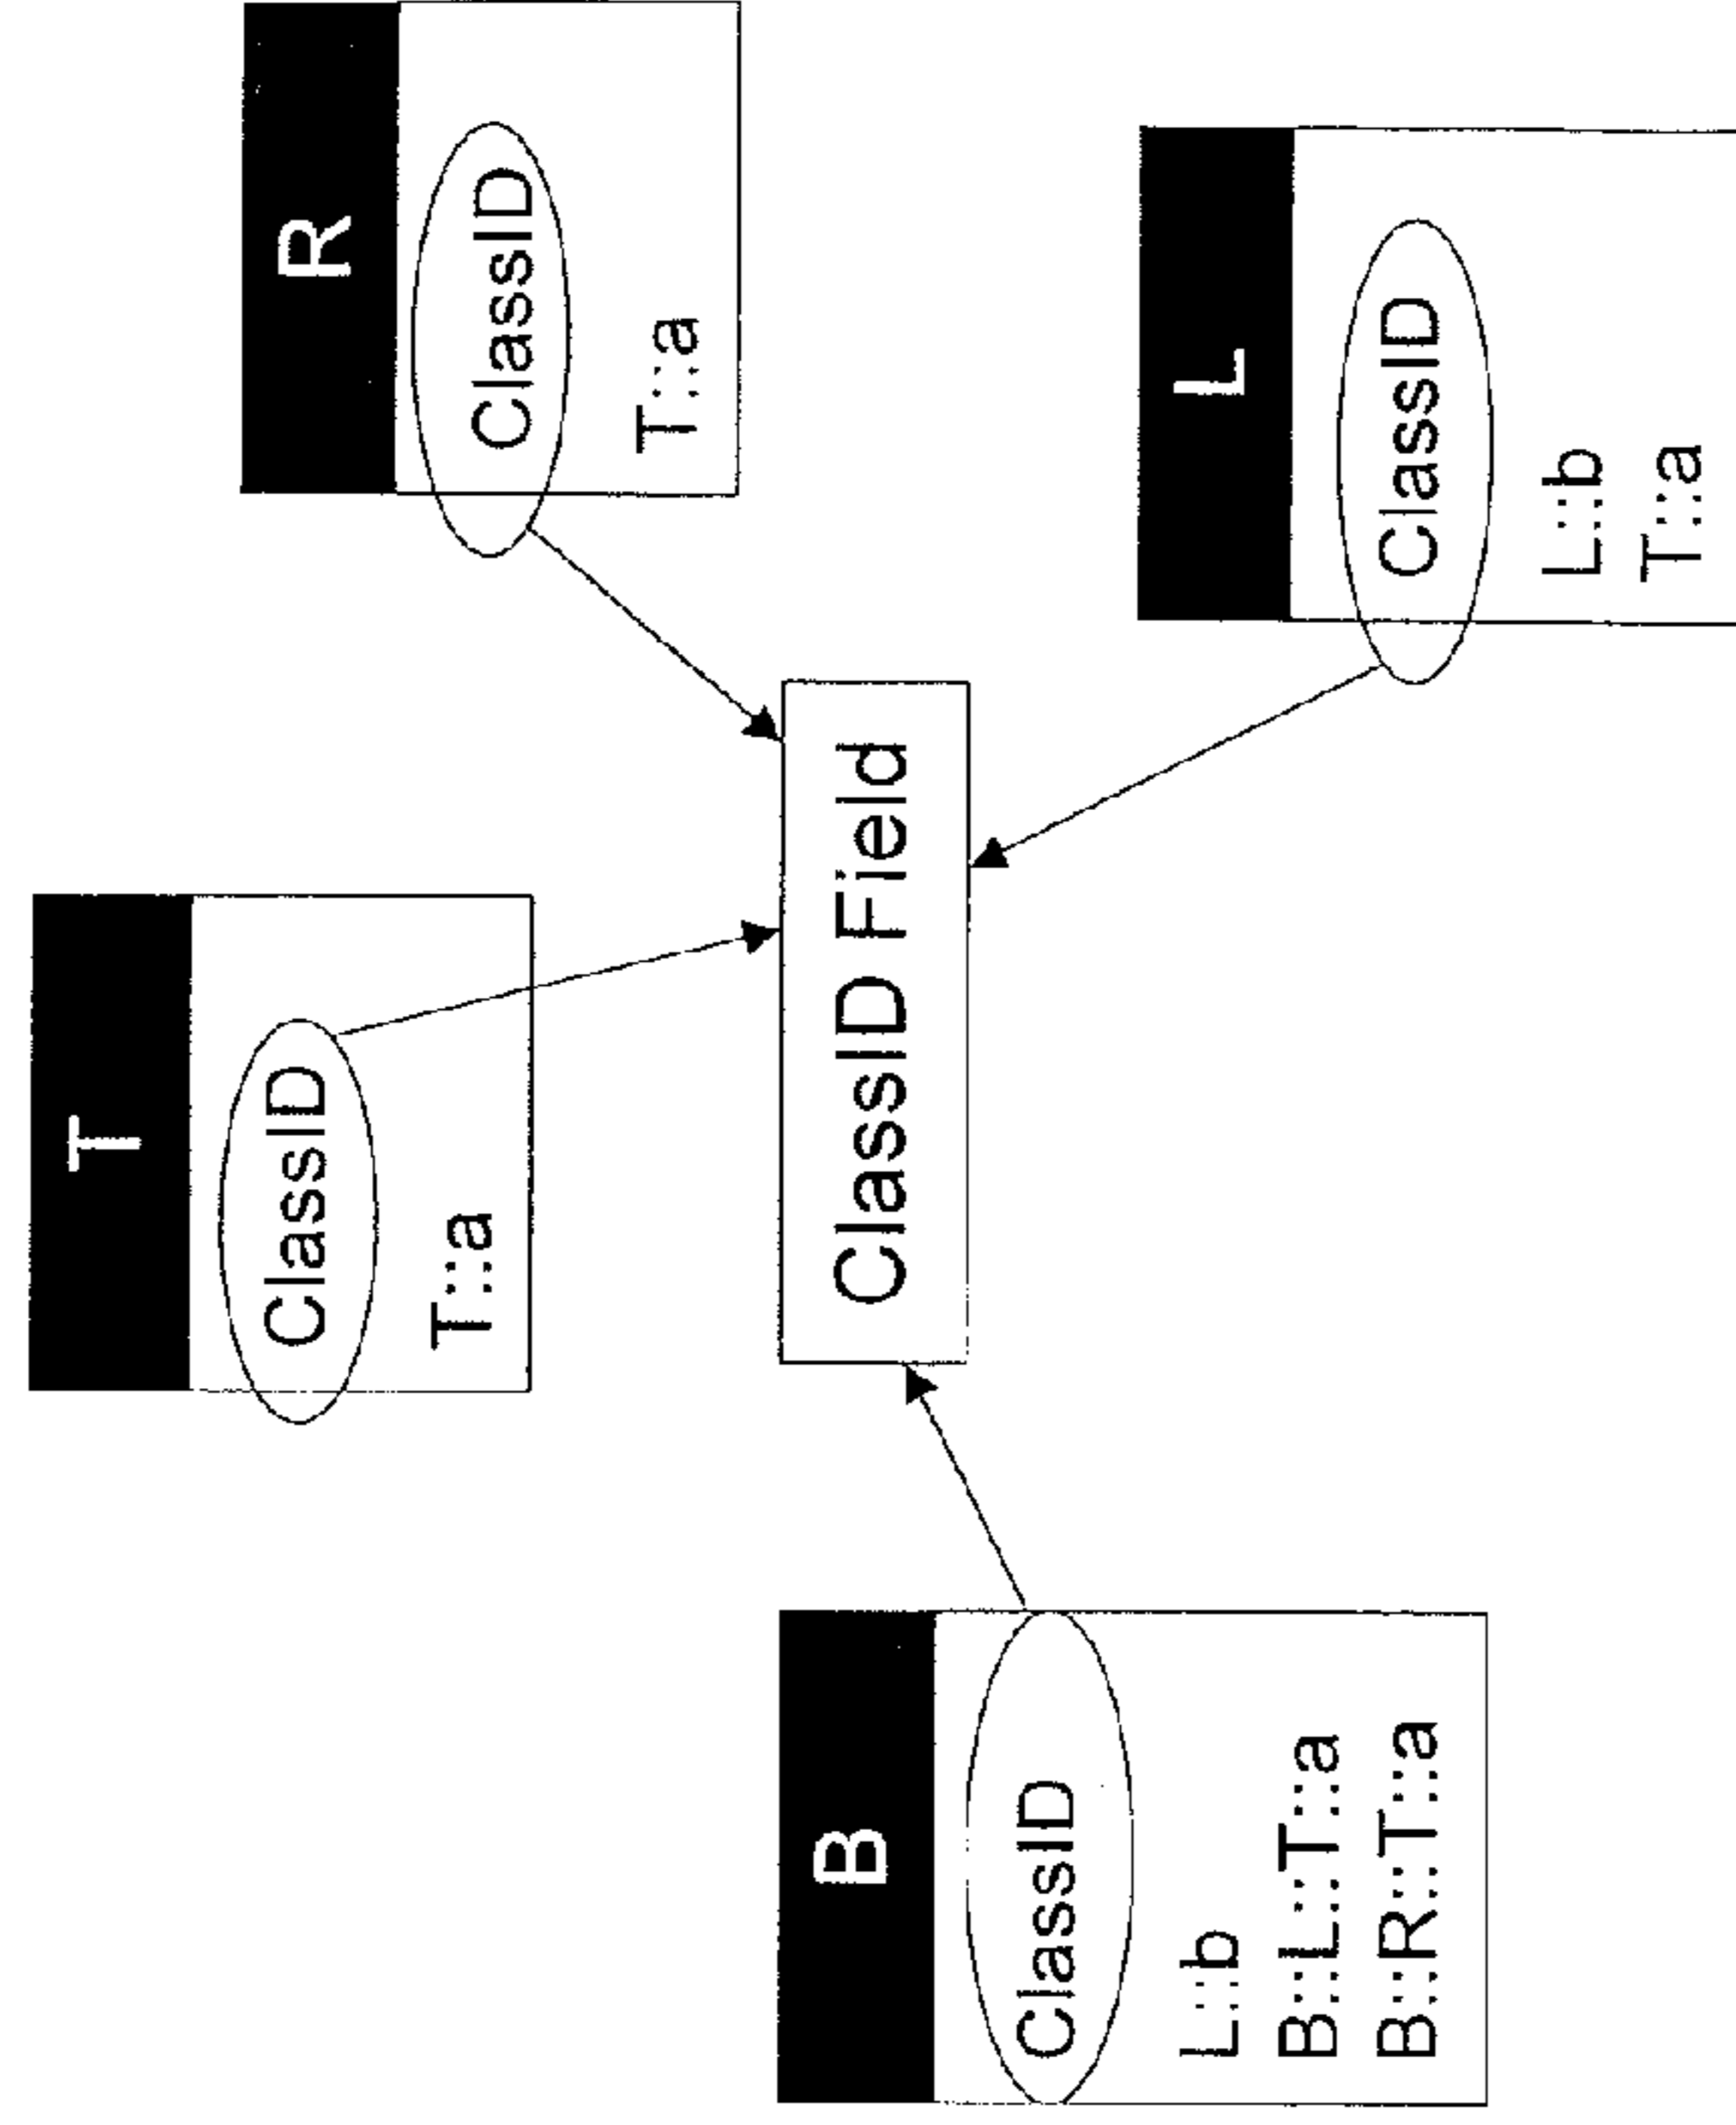 T
ClassID
T::a
R
ClassID
T::a
ClassID Field
B
ClassID
L::b
B::L::T::a
B::R::T::a
L
ClassID
L::b
T::a